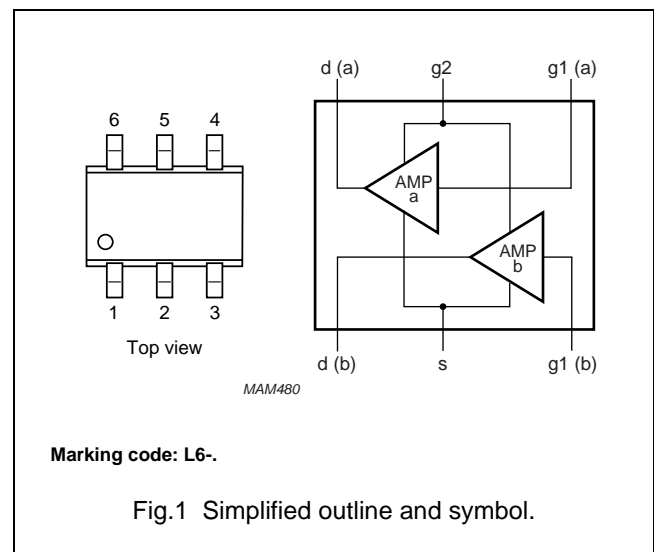 d (a) g2 g1 (a)
6 5 4
AMP
a
AMP
b
1 2 3
Top view
d (b) s g1 (b)
MAM480
Marking code: L6-.
Fig.1 Simplified outline and symbol.